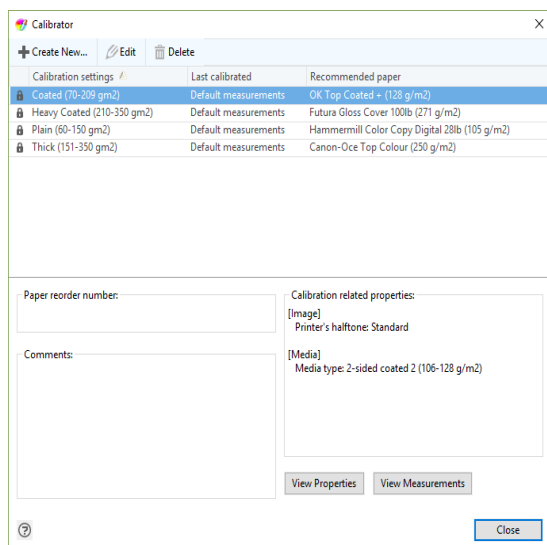 Calibrator
Create New... Edit Delete
Calibration settings Last calibrated Recommended paper
Coated (70-209 gm2) Default measurements OK Top Coated + (128 g/m2)
Heavy Coated (210-350 gm2) Default measurements Futura Gloss Cover 100lb (271 g/m2)
Plain (60-150 gm2) Default measurements Hammermill Color Copy Digital 28lb (105 g/m2)
Thick (151-350 gm2) Default measurements Canon-Oce Top Colour (250 g/m2)
Paper reorder number:
Comments:
Calibration related properties:
[Image]
Printer's halftone: Standard
[Media]
Media type: 2-sided coated 2 (106-128 g/m2)
View Properties View Measurements
? Close